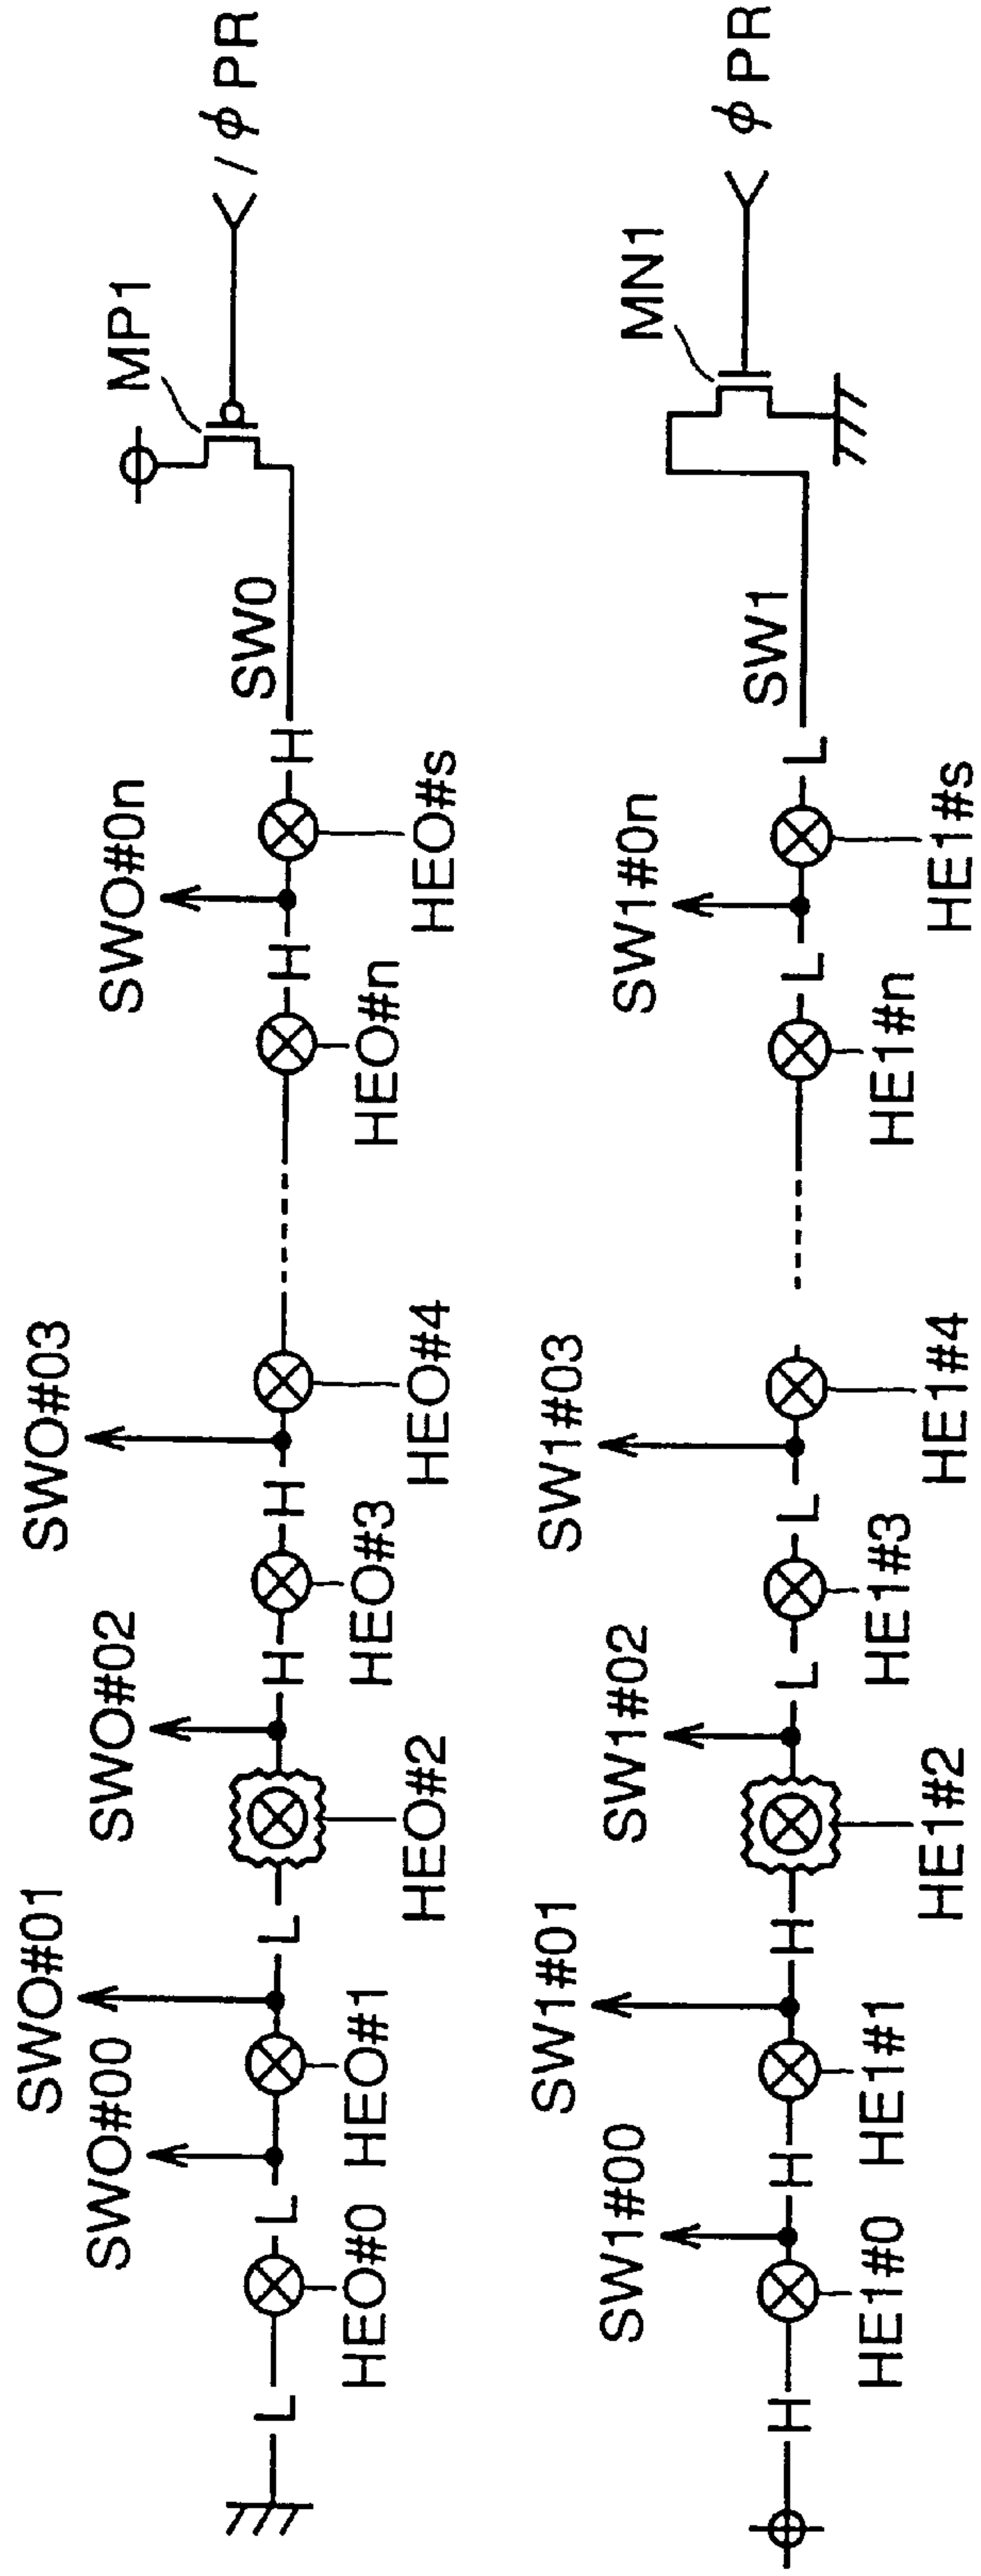 SWO#00
SWO#01
SWO#02
SWO#03
SWO#0n
MP1
/φPR
L
L
L
H
H
H
H
SW0
HEO#0
HEO#1
HEO#2
HEO#3
HEO#4
HEO#n
HEO#s
SW1#00
SW1#01
SW1#02
SW1#03
SW1#0n
MN1
φPR
H
H
H
L
L
L
L
SW1
HE1#0
HE1#1
HE1#2
HE1#3
HE1#4
HE1#n
HE1#s